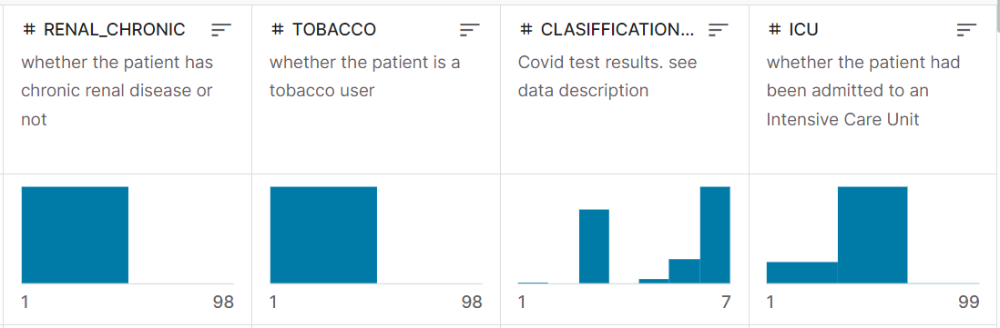 # RENAL_CHRONIC
whether the patient has
chronic renal disease or
not
1 98
# TOBACCO
whether the patient is a
tobacco user
1 98
# CLASIFFICATION...
Covid test results. see
data description
1 7
# ICU
whether the patient had
been admitted to an
Intensive Care Unit
1 99